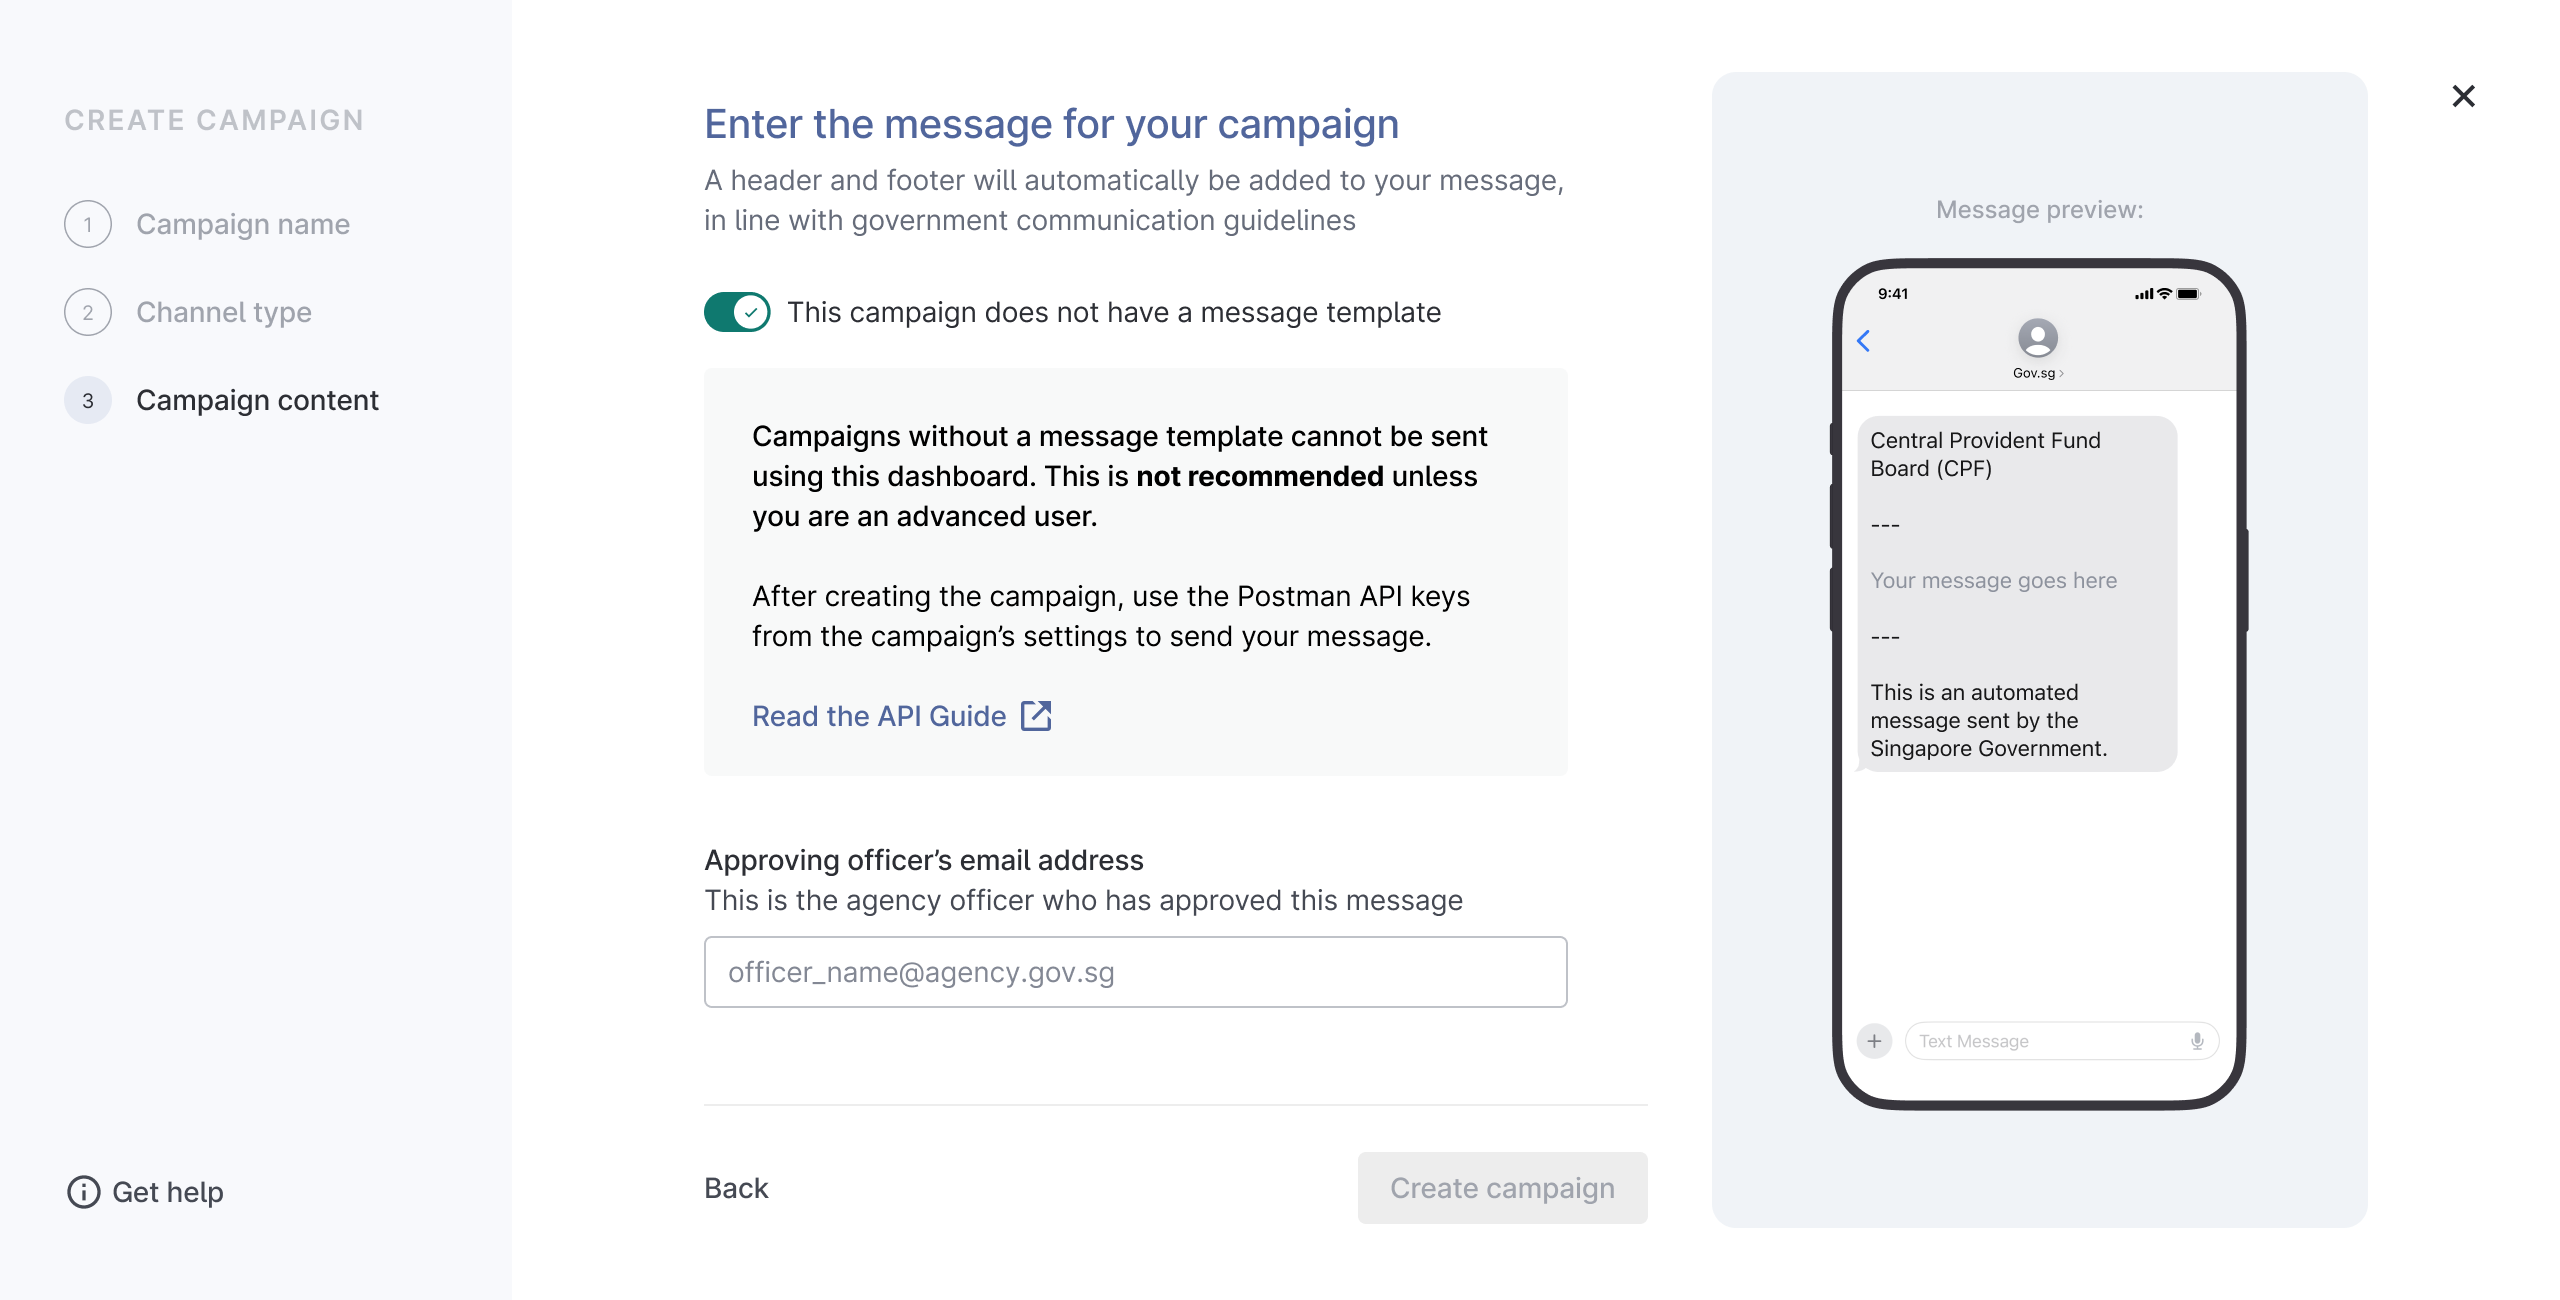 CREATE CAMPAIGN
1 Campaign name
2 Channel type
3 Campaign content
Get help
Enter the message for your campaign
A header and footer will automatically be added to your message,
in line with government communication guidelines
This campaign does not have a message template
Campaigns without a message template cannot be sent
using this dashboard. This is not recommended unless
you are an advanced user.
After creating the campaign, use the Postman API keys
from the campaign’s settings to send your message.
Read the API Guide
Approving officer’s email address
This is the agency officer who has approved this message
officer_name@agency.gov.sg
Back
Create campaign
Message preview:
9:41
Gov.sg
Central Provident Fund
Board (CPF)
---
Your message goes here
---
This is an automated
message sent by the
Singapore Government.
Text Message